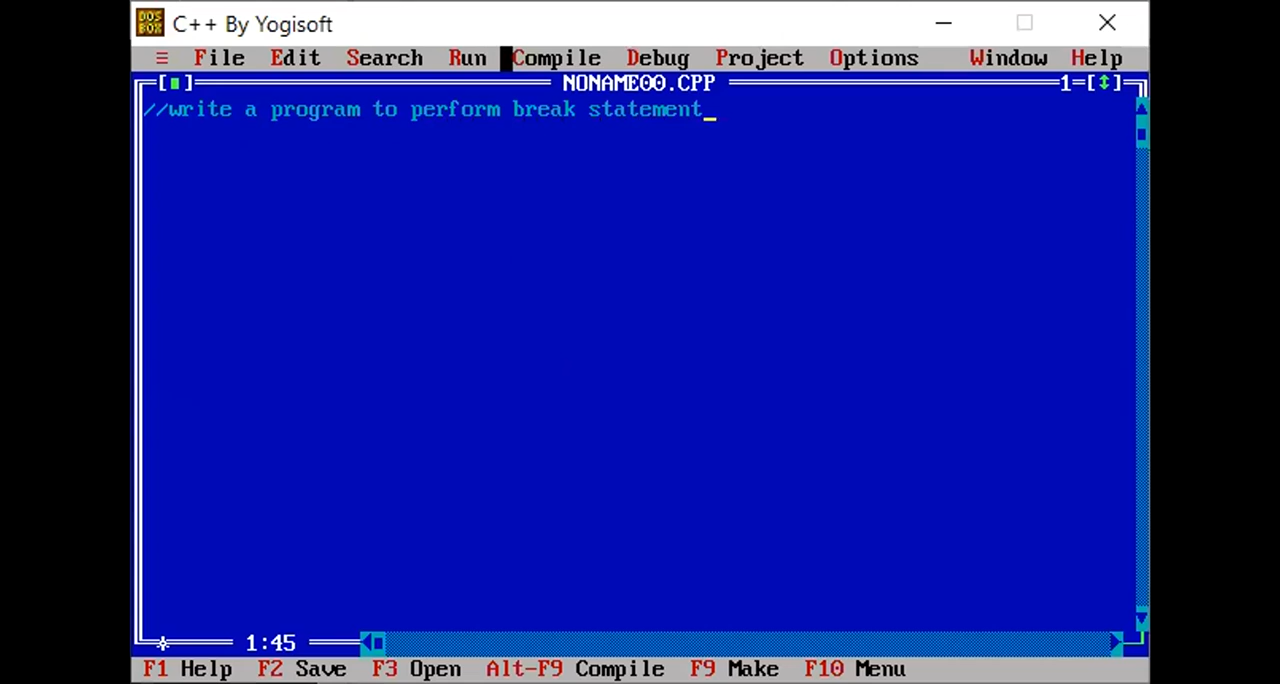 C++ By Yogisoft
≡ File Edit Search Run Compile Debug Project Options Window Help
NONAME00.CPP 1=[↕]
//write a program to perform break statement_
1:45
F1 Help F2 Save F3 Open Alt-F9 Compile F9 Make F10 Menu